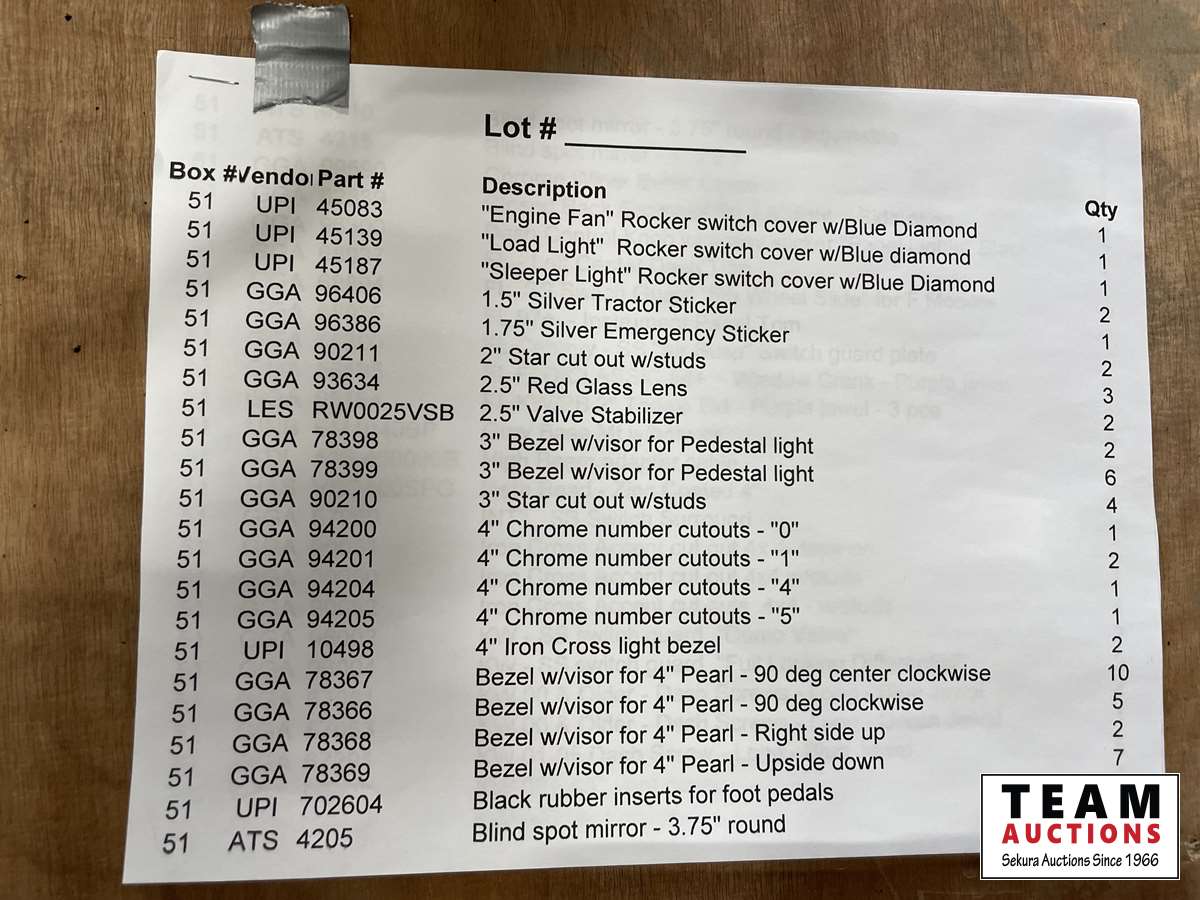 Lot # ___________
Box # Vendo Part # Description Qty
51 UPI 45083 "Engine Fan" Rocker switch cover w/Blue Diamond 1
51 UPI 45139 "Load Light" Rocker switch cover w/Blue diamond 1
51 UPI 45187 "Sleeper Light" Rocker switch cover w/Blue Diamond 1
51 GGA 96406 1.5" Silver Tractor Sticker 2
51 GGA 96386 1.75" Silver Emergency Sticker 1
51 GGA 90211 2" Star cut out w/studs 2
51 GGA 93634 2.5" Red Glass Lens 3
51 LES RW0025VSB 2.5" Valve Stabilizer 2
51 GGA 78398 3" Bezel w/visor for Pedestal light 2
51 GGA 78399 3" Bezel w/visor for Pedestal light 6
51 GGA 90210 3" Star cut out w/studs 4
51 GGA 94200 4" Chrome number cutouts - "0" 1
51 GGA 94201 4" Chrome number cutouts - "1" 2
51 GGA 94204 4" Chrome number cutouts - "4" 1
51 GGA 94205 4" Chrome number cutouts - "5" 1
51 UPI 10498 4" Iron Cross light bezel 2
51 GGA 78367 Bezel w/visor for 4" Pearl - 90 deg center clockwise 10
51 GGA 78366 Bezel w/visor for 4" Pearl - 90 deg clockwise 5
51 GGA 78368 Bezel w/visor for 4" Pearl - Right side up 2
51 GGA 78369 Bezel w/visor for 4" Pearl - Upside down 7
51 UPI 702604 Black rubber inserts for foot pedals
51 ATS 4205 Blind spot mirror - 3.75" round
TEAM
AUCTIONS
Sekura Auctions Since 1966